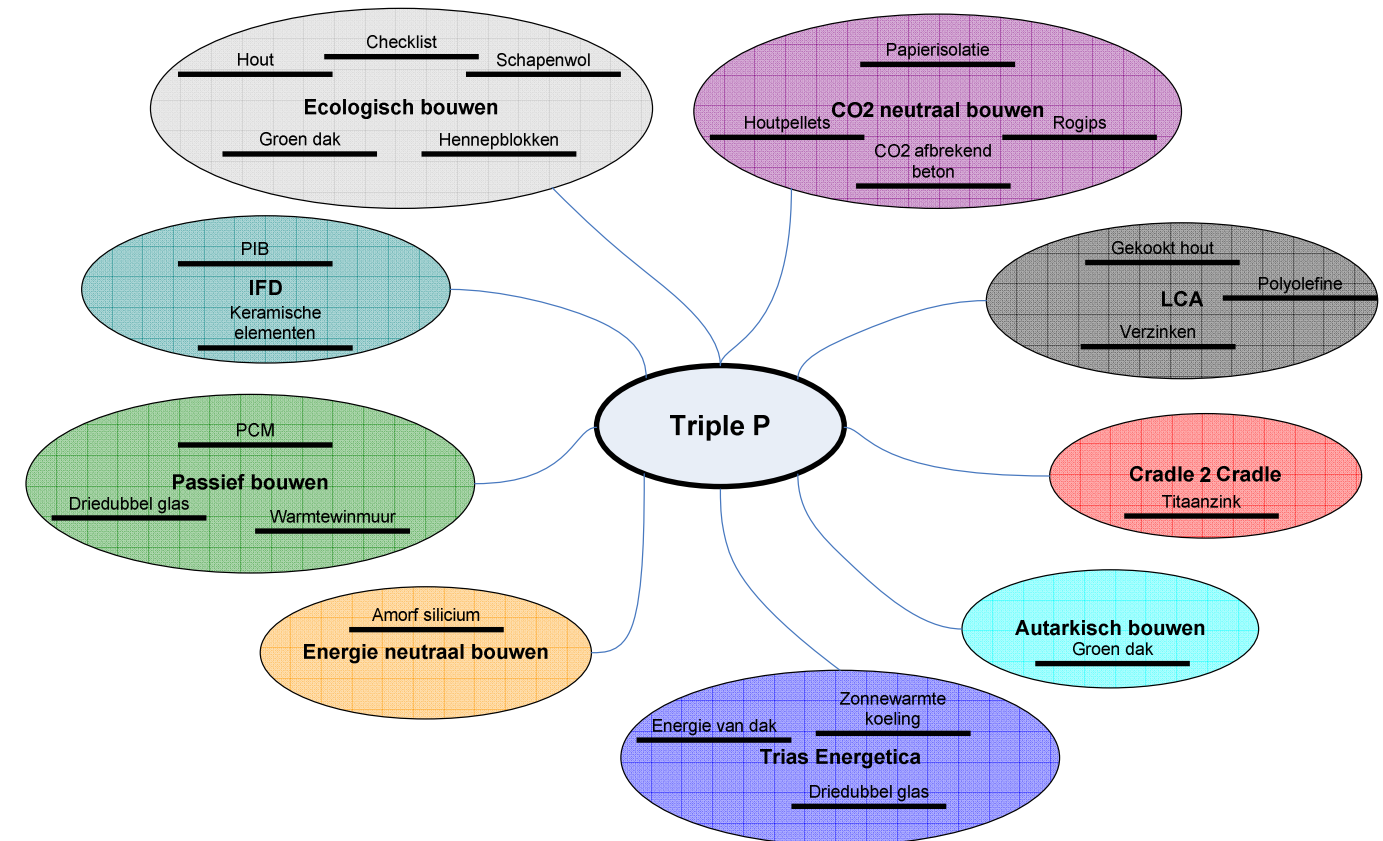 Checklist
Hout
Schapenwol
Ecologisch bouwen
Groen dak
Hennepblokken
Papierisolatie
CO2 neutraal bouwen
Houtpellets
Rogips
CO2 afbrekend
beton
PIB
IFD
Keramische
elementen
Gekookt hout
Polyolefine
LCA
Verzinken
Triple P
PCM
Passief bouwen
Driedubbel glas
Warmtewinmuur
Cradle 2 Cradle
Titaanzink
Amorf silicium
Energie neutraal bouwen
Autarkisch bouwen
Groen dak
Zonnewarmte
koeling
Energie van dak
Trias Energetica
Driedubbel glas